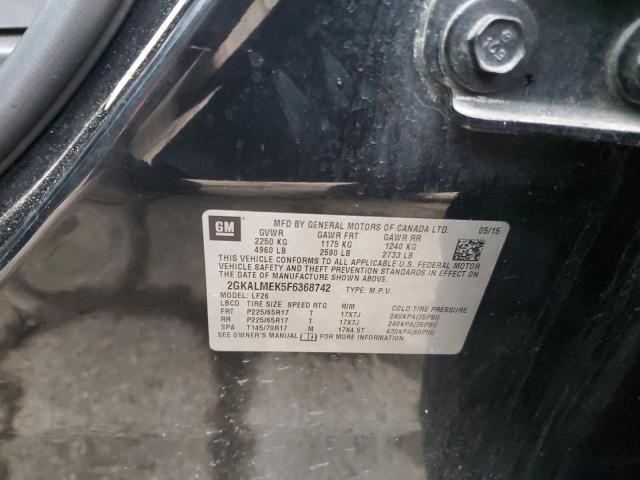 GM
MFD BY GENERAL MOTORS OF CANADA LTD.
05/15
GVWR GAWR FRT GAWR RR
2250 KG 1175 KG 1240 KG
4960 LB 2590 LB 2733 LB
THIS VEHICLE CONFORMS TO ALL APPLICABLE U.S. FEDERAL MOTOR
VEHICLE SAFETY, BUMPER, AND THEFT PREVENTION STANDARDS IN
EFFECT ON THE DATE OF MANUFACTURE SHOWN ABOVE.
2GKALMEK5F6368742 TYPE: M.P.V.
MODEL: LF26
LBCD TIRE SIZE SPEED RTG RIM COLD TIRE PRESSURE
FRT P225/65R17 T 17X7J 240KPA(35PSI)
RR P225/65R17 T 17X7J 240KPA(35PSI)
SPA T145/70R17 M 17X4.5T 420KPA(60PSI)
SEE OWNER'S MANUAL FOR MORE INFORMATION.